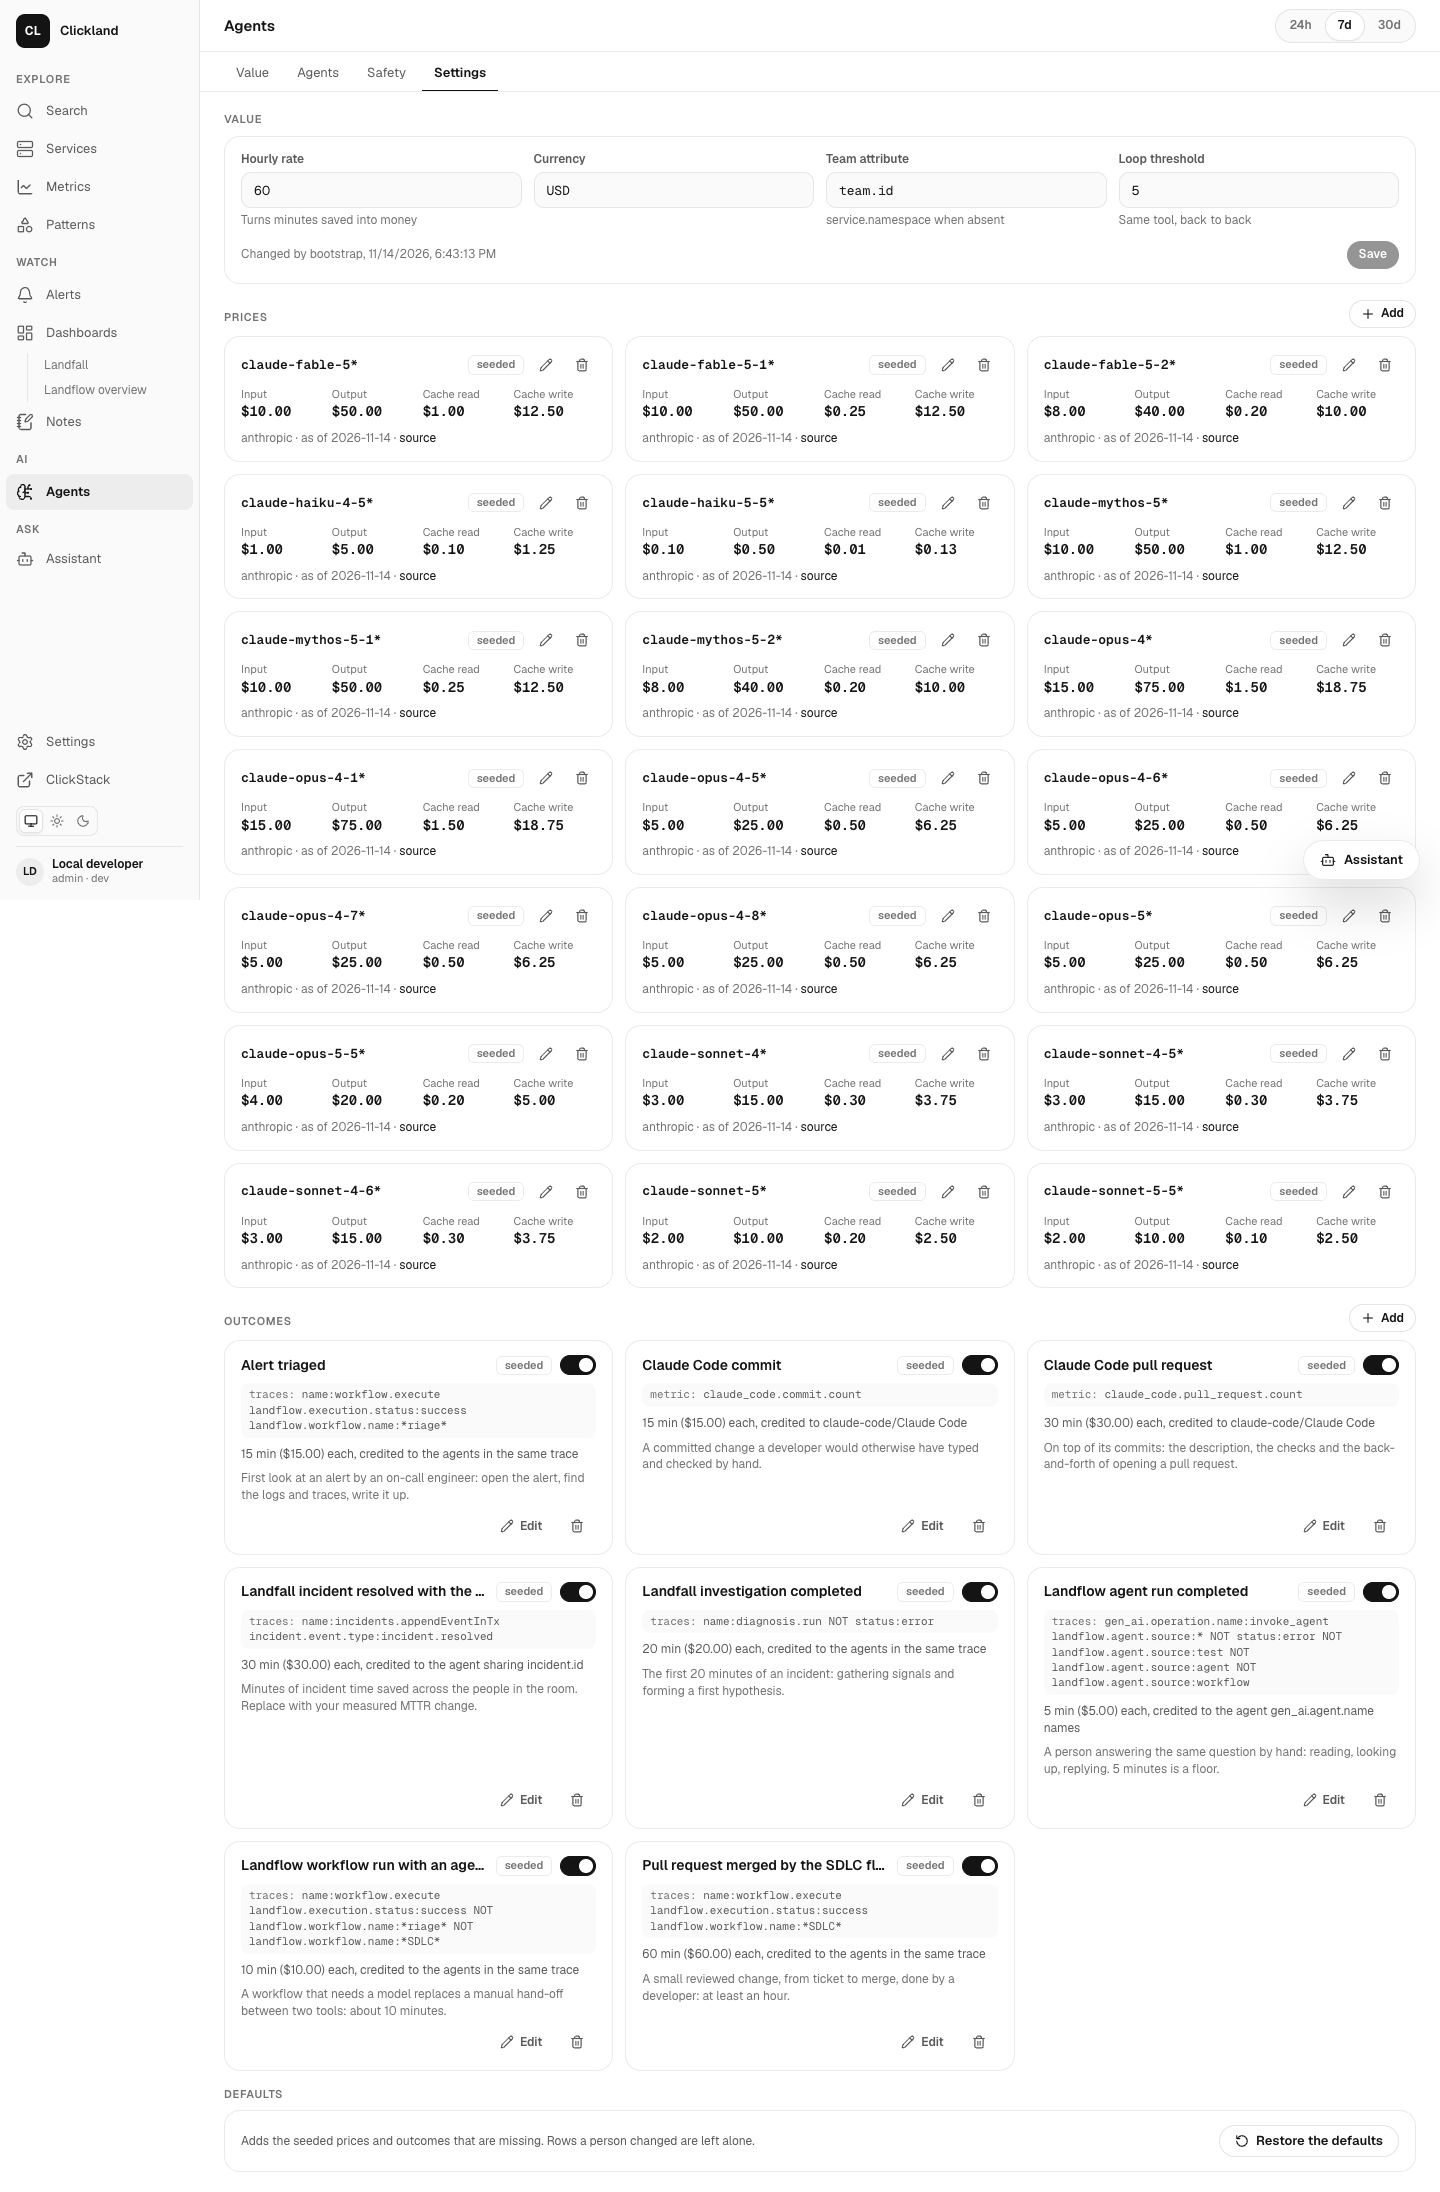 CL
Clickland
EXPLORE
Search
Services
Metrics
Patterns
WATCH
Alerts
Dashboards
Landfall
Landflow overview
Notes
AI
Agents
ASK
Assistant
Settings
ClickStack
LD
Local developer
admin · dev
Agents
24h 7d 30d
Value Agents Safety Settings
VALUE
Hourly rate Currency Team attribute Loop threshold
60 USD team.id 5
Turns minutes saved into money service.namespace when absent Same tool, back to back
Changed by bootstrap, 11/14/2026, 6:43:13 PM Save
PRICES Add
claude-fable-5* seeded
Input Output Cache read Cache write
$10.00 $50.00 $1.00 $12.50
anthropic · as of 2026-11-14 · source
claude-fable-5-1* seeded
Input Output Cache read Cache write
$10.00 $50.00 $0.25 $12.50
anthropic · as of 2026-11-14 · source
claude-fable-5-2* seeded
Input Output Cache read Cache write
$8.00 $40.00 $0.20 $10.00
anthropic · as of 2026-11-14 · source
claude-haiku-4-5* seeded
Input Output Cache read Cache write
$1.00 $5.00 $0.10 $1.25
anthropic · as of 2026-11-14 · source
claude-haiku-5-5* seeded
Input Output Cache read Cache write
$0.10 $0.50 $0.01 $0.13
anthropic · as of 2026-11-14 · source
claude-mythos-5* seeded
Input Output Cache read Cache write
$10.00 $50.00 $1.00 $12.50
anthropic · as of 2026-11-14 · source
claude-mythos-5-1* seeded
Input Output Cache read Cache write
$10.00 $50.00 $0.25 $12.50
anthropic · as of 2026-11-14 · source
claude-mythos-5-2* seeded
Input Output Cache read Cache write
$8.00 $40.00 $0.20 $10.00
anthropic · as of 2026-11-14 · source
claude-opus-4* seeded
Input Output Cache read Cache write
$15.00 $75.00 $1.50 $18.75
anthropic · as of 2026-11-14 · source
claude-opus-4-1* seeded
Input Output Cache read Cache write
$15.00 $75.00 $1.50 $18.75
anthropic · as of 2026-11-14 · source
claude-opus-4-5* seeded
Input Output Cache read Cache write
$5.00 $25.00 $0.50 $6.25
anthropic · as of 2026-11-14 · source
claude-opus-4-6* seeded
Input Output Cache read Cache write
$5.00 $25.00 $0.50 $6.25
anthropic · as of 2026-11-14 · source
Assistant
claude-opus-4-7* seeded
Input Output Cache read Cache write
$5.00 $25.00 $0.50 $6.25
anthropic · as of 2026-11-14 · source
claude-opus-4-8* seeded
Input Output Cache read Cache write
$5.00 $25.00 $0.50 $6.25
anthropic · as of 2026-11-14 · source
claude-opus-5* seeded
Input Output Cache read Cache write
$5.00 $25.00 $0.50 $6.25
anthropic · as of 2026-11-14 · source
claude-opus-5-5* seeded
Input Output Cache read Cache write
$4.00 $20.00 $0.20 $5.00
anthropic · as of 2026-11-14 · source
claude-sonnet-4* seeded
Input Output Cache read Cache write
$3.00 $15.00 $0.30 $3.75
anthropic · as of 2026-11-14 · source
claude-sonnet-4-5* seeded
Input Output Cache read Cache write
$3.00 $15.00 $0.30 $3.75
anthropic · as of 2026-11-14 · source
claude-sonnet-4-6* seeded
Input Output Cache read Cache write
$3.00 $15.00 $0.30 $3.75
anthropic · as of 2026-11-14 · source
claude-sonnet-5* seeded
Input Output Cache read Cache write
$2.00 $10.00 $0.20 $2.50
anthropic · as of 2026-11-14 · source
claude-sonnet-5-5* seeded
Input Output Cache read Cache write
$2.00 $10.00 $0.10 $2.50
anthropic · as of 2026-11-14 · source
OUTCOMES Add
Alert triaged seeded
traces: name:workflow.execute
landflow.execution.status:success
landflow.workflow.name:*riage*
15 min ($15.00) each, credited to the agents in the same trace
First look at an alert by an on-call engineer: open the alert, find
the logs and traces, write it up.
Edit
Claude Code commit seeded
metric: claude_code.commit.count
15 min ($15.00) each, credited to claude-code/Claude Code
A committed change a developer would otherwise have typed
and checked by hand.
Edit
Claude Code pull request seeded
metric: claude_code.pull_request.count
30 min ($30.00) each, credited to claude-code/Claude Code
On top of its commits: the description, the checks and the back-
and-forth of opening a pull request.
Edit
Landfall incident resolved with the ... seeded
traces: name:incidents.appendEventInTx
incident.event.type:incident.resolved
30 min ($30.00) each, credited to the agent sharing incident.id
Minutes of incident time saved across the people in the room.
Replace with your measured MTTR change.
Edit
Landfall investigation completed seeded
traces: name:diagnosis.run NOT status:error
20 min ($20.00) each, credited to the agents in the same trace
The first 20 minutes of an incident: gathering signals and
forming a first hypothesis.
Edit
Landflow agent run completed seeded
traces: gen_ai.operation.name:invoke_agent
landflow.agent.source:* NOT status:error NOT
landflow.agent.source:test NOT
landflow.agent.source:agent NOT
landflow.agent.source:workflow
5 min ($5.00) each, credited to the agent gen_ai.agent.name
names
A person answering the same question by hand: reading, looking
up, replying. 5 minutes is a floor.
Edit
Landflow workflow run with an age... seeded
traces: name:workflow.execute
landflow.execution.status:success NOT
landflow.workflow.name:*riage* NOT
landflow.workflow.name:*SDLC*
10 min ($10.00) each, credited to the agents in the same trace
A workflow that needs a model replaces a manual hand-off
between two tools: about 10 minutes.
Edit
Pull request merged by the SDLC fl... seeded
traces: name:workflow.execute
landflow.execution.status:success
landflow.workflow.name:*SDLC*
60 min ($60.00) each, credited to the agents in the same trace
A small reviewed change, from ticket to merge, done by a
developer: at least an hour.
Edit
DEFAULTS
Adds the seeded prices and outcomes that are missing. Rows a person changed are left alone. Restore the defaults